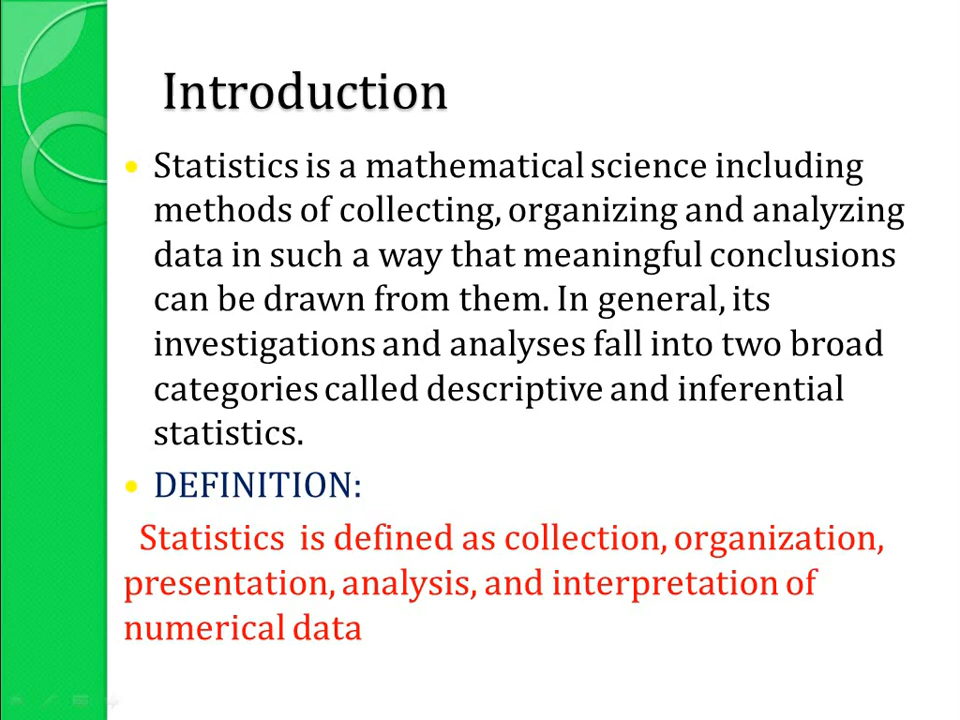 Introduction
Statistics is a mathematical science including
methods of collecting, organizing and analyzing
data in such a way that meaningful conclusions
can be drawn from them. In general, its
investigations and analyses fall into two broad
categories called descriptive and inferential
statistics.
DEFINITION:
Statistics is defined as collection, organization,
presentation, analysis, and interpretation of
numerical data